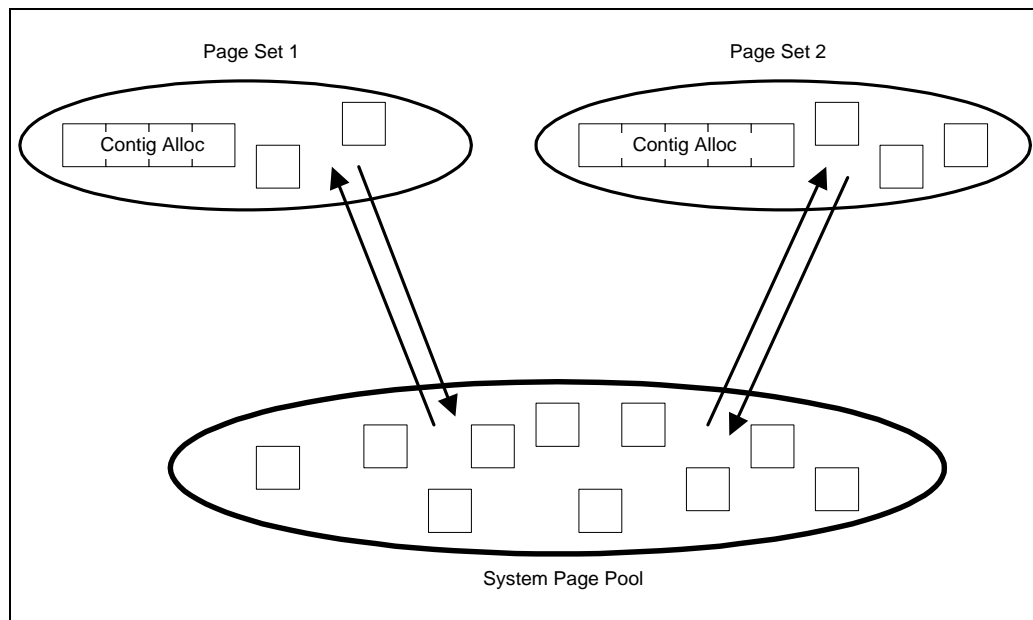 Page Set 1
Page Set 2
Contig Alloc
Contig Alloc
System Page Pool